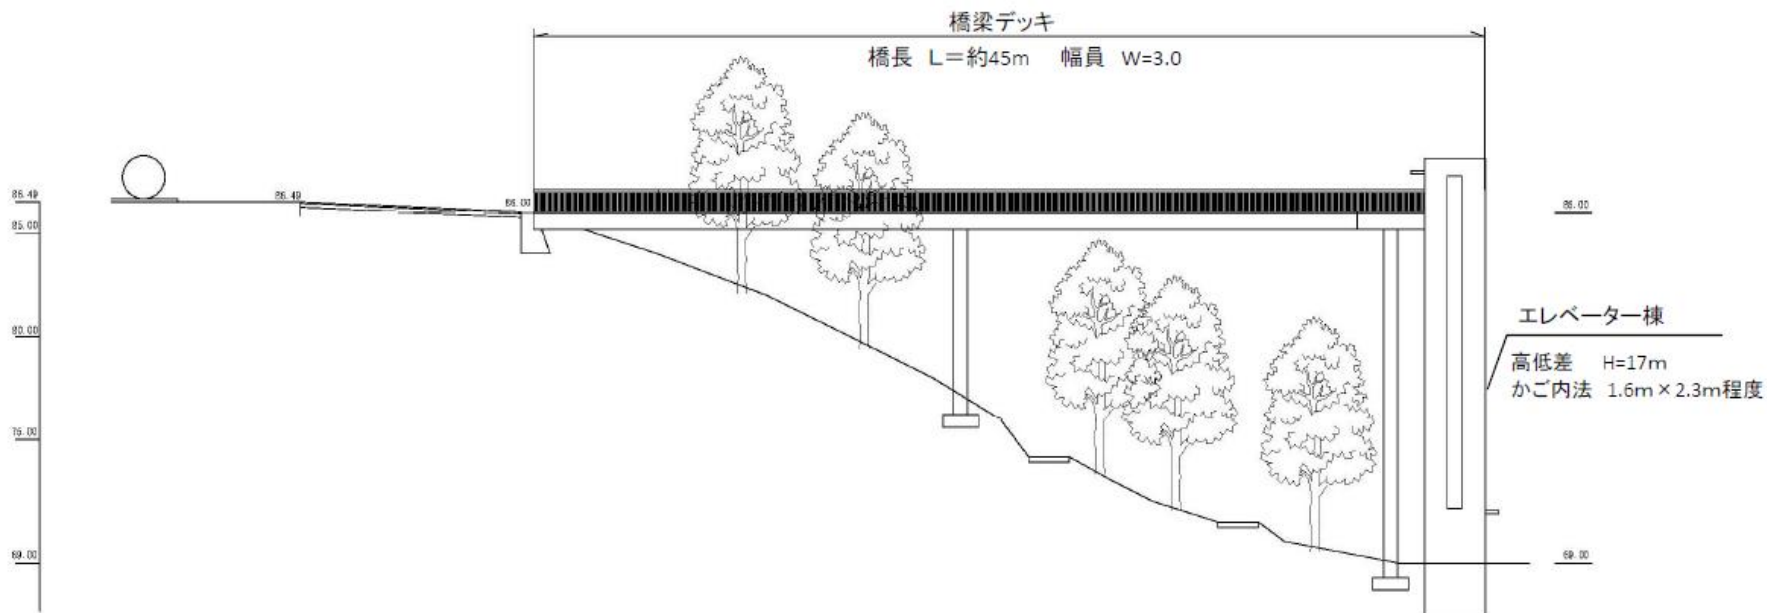 橋梁デッキ
橋長 L=約45m 幅員 W=3.0
86.49
86.49
86.00
86.00
85.00
80.00
エレベーター棟
高低差 H=17m
かご内法 1.6m×2.3m程度
75.00
69.00
69.00